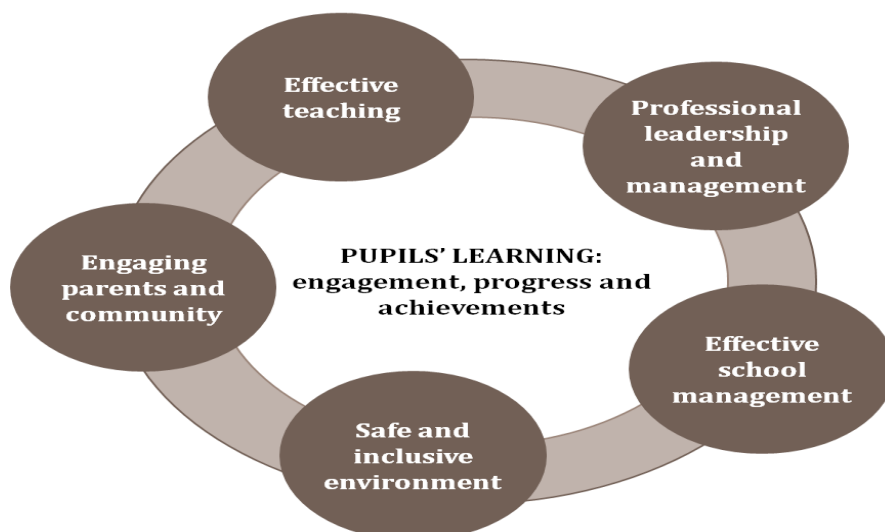 Effective
teaching
Professional
leadership
and
management
PUPILS’ LEARNING:
engagement, progress and
achievements
Engaging
parents and
community
Effective
school
management
Safe and
inclusive
environment